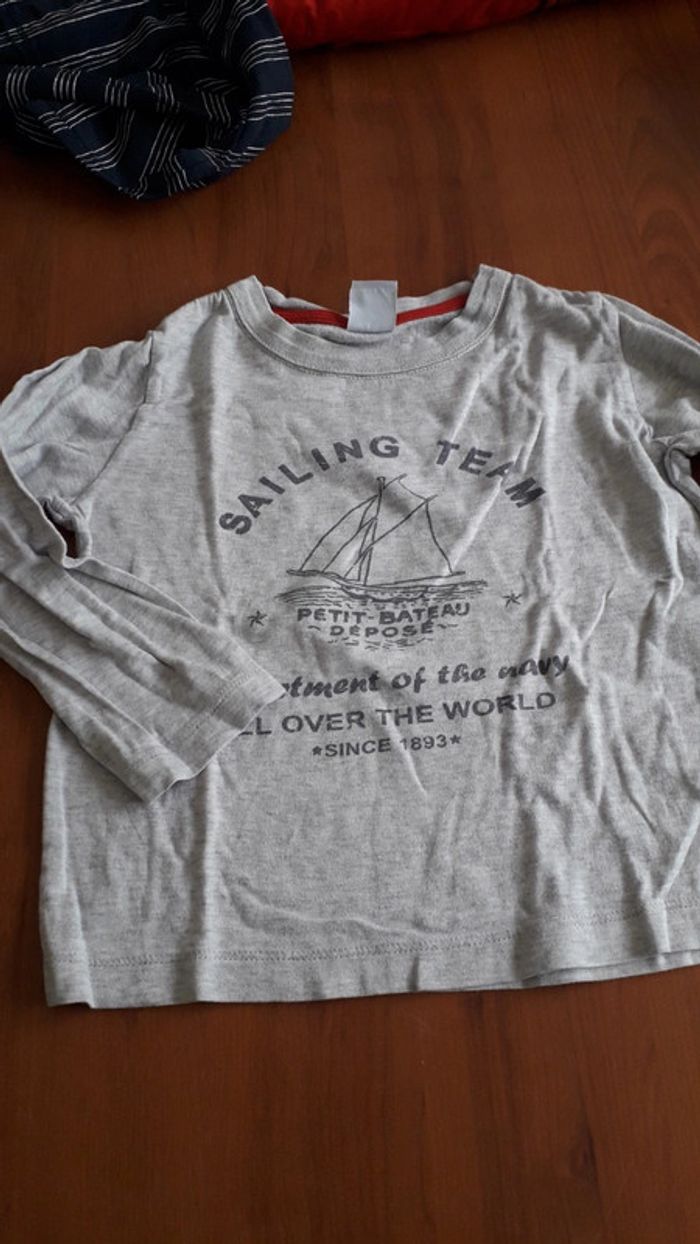 SAILING TEAM
PETIT-BATEAU
DÉPOSÉ
of the navy
OVER THE WORLD
*SINCE 1893*